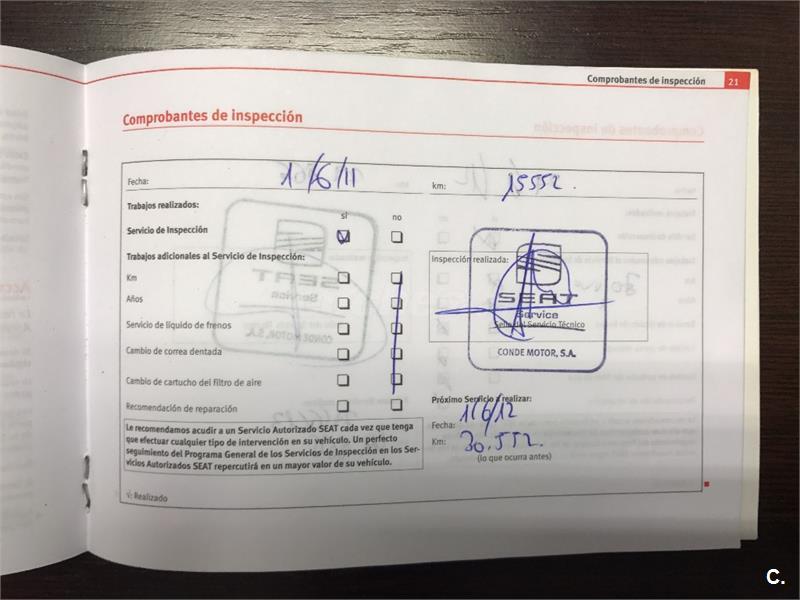 Comprobantes de inspección 21
Comprobantes de inspección
Fecha: 1/6/11 km: 15552.
Trabajos realizados:
sí no
Servicio de Inspección
Trabajos adicionales al Servicio de Inspección:
Inspección realizada:
Km
Años
SEAT
Service
Servicio de líquido de frenos
Sello del Servicio Técnico
Cambio de correa dentada
CONDE MOTOR, S.A.
Cambio de cartucho del filtro de aire
Recomendación de reparación
Próximo Servicio a realizar:
Fecha: 1/6/12
Km: 30.552.
(lo que ocurra antes)
Le recomendamos acudir a un Servicio Autorizado SEAT cada vez que tenga
que efectuar cualquier tipo de intervención en su vehículo. Un perfecto
seguimiento del Programa General de los Servicios de Inspección en los Ser-
vicios Autorizados SEAT repercutirá en un mayor valor de su vehículo.
√: Realizado
C.